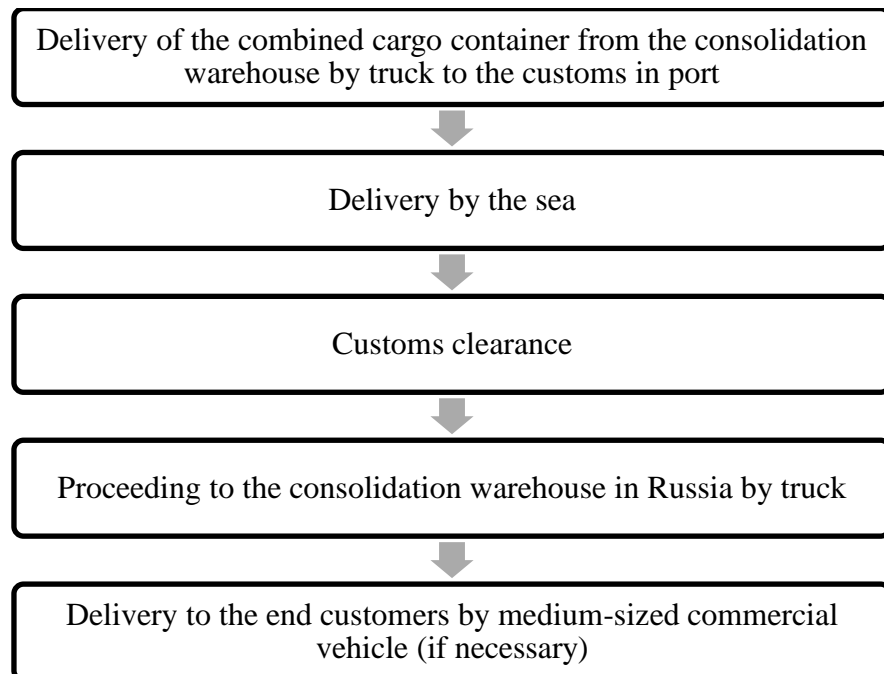 Delivery of the combined cargo container from the consolidation
warehouse by truck to the customs in port
Delivery by the sea
Customs clearance
Proceeding to the consolidation warehouse in Russia by truck
Delivery to the end customers by medium-sized commercial
vehicle (if necessary)